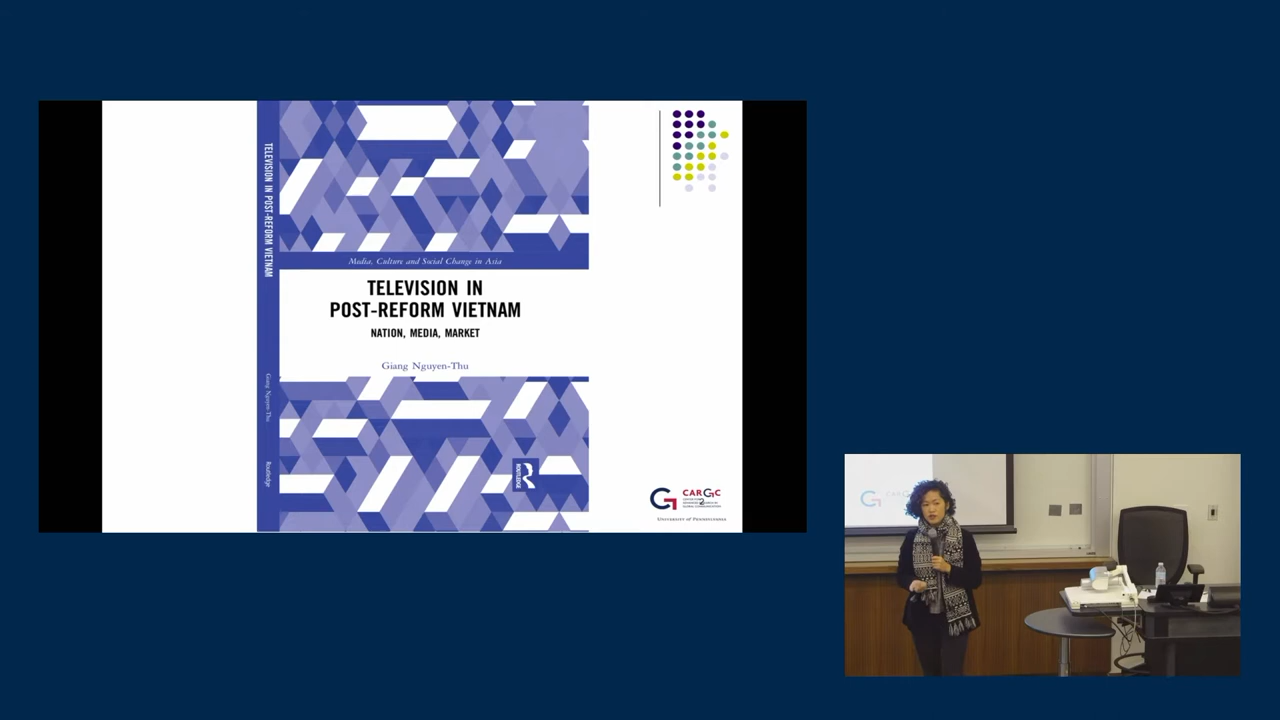 TELEVISION IN POST-REFORM VIETNAM
Giang Nguyen-Thu
Routledge
Media, Culture and Social Change in Asia
TELEVISION IN
POST-REFORM VIETNAM
NATION, MEDIA, MARKET
Giang Nguyen-Thu
ROUTLEDGE
CARGC
UNIVERSITY OF PENNSYLVANIA